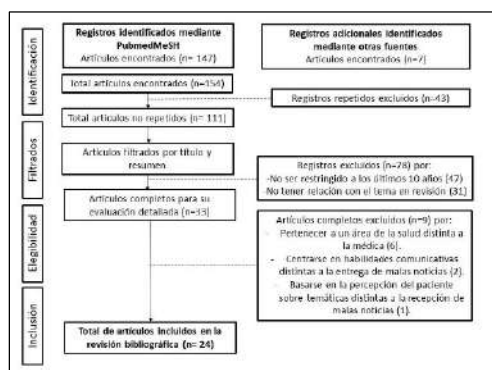 Identificación
Registros identificados mediante
PubmedMeSH
Artículos encontrados (n= 147)
Registros adicionales identificados
mediante otras fuentes
Artículos encontrados (n=7)
Total artículos encontrados (n=154)
Registros repetidos excluidos (n=43)
Total artículos no repetidos (n= 111)
Filtrados
Artículos filtrados por título y
resumen
Registros excluidos (n=78) por:
-No ser restringido a los últimos 10 años (47)
-No tener relación con el tema en revisión (31)
Artículos completos para su
evaluación detallada (n=33)
Elegibilidad
Artículos completos excluidos (n=9) por:
- Pertenecer a un área de la salud distinta a
la médica (6).
- Centrarse en habilidades comunicativas
distintas a la entrega de malas noticias (2).
- Basarse en la percepción del paciente
sobre temáticas distintas a la recepción de
malas noticias (1).
Inclusión
Total de artículos incluidos en la
revisión bibliográfica (n= 24)